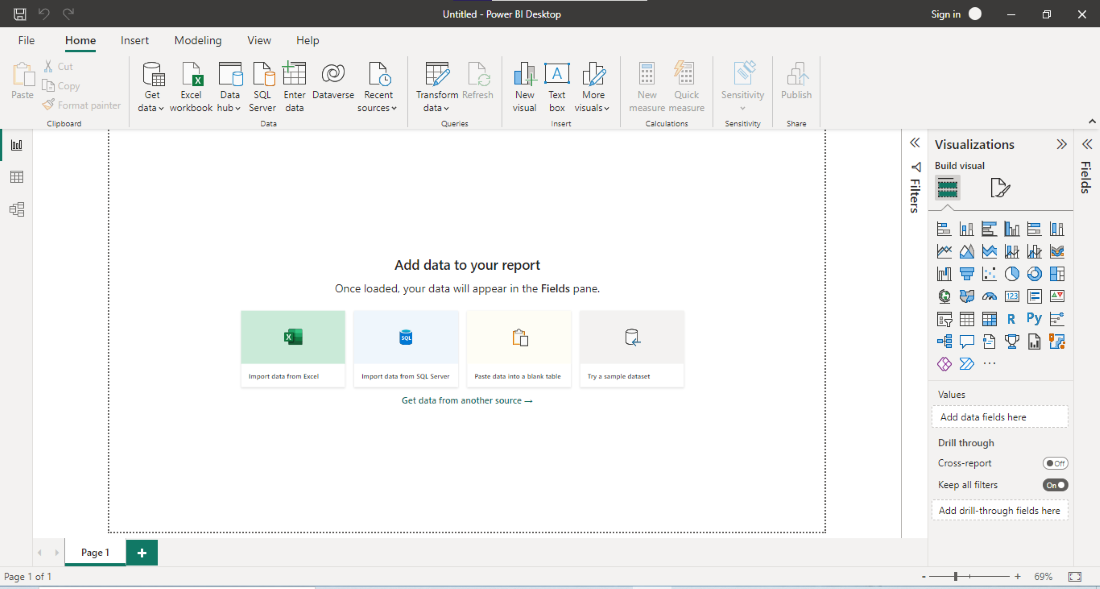 Untitled - Power BI Desktop
Sign in
File Home Insert Modeling View Help
Paste
Cut
Copy
Format painter
Clipboard
Get data
Excel workbook
Data hub
SQL Server
Enter data
Dataverse
Recent sources
Data
Transform data
Refresh
Queries
New visual
Text box
More visuals
Insert
New measure
Quick measure
Calculations
Sensitivity
Sensitivity
Publish
Share
Add data to your report
Once loaded, your data will appear in the Fields pane.
SQL
Import data from Excel
Import data from SQL Server
Paste data into a blank table
Try a sample dataset
Get data from another source →
Filters
Visualizations
Build visual
123
R
Py
...
Values
Add data fields here
Drill through
Cross-report
Off
Keep all filters
On
Add drill-through fields here
Fields
Page 1
+
Page 1 of 1
- + 69%